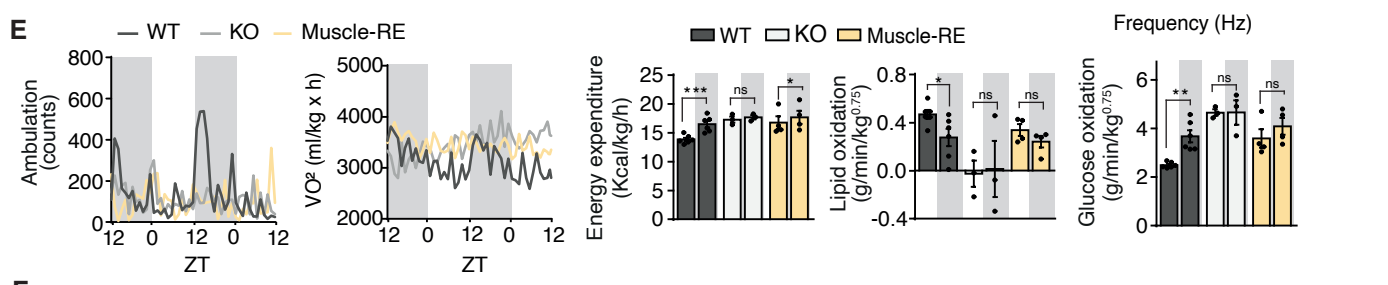 E
WT KO Muscle-RE
Ambulation
(counts)
800
600
400
200
0
12 0 12 0 12
ZT
VO² (ml/kg x h)
5000
4000
3000
2000
12 0 12 0 12
ZT
WT KO Muscle-RE
Energy expenditure
(Kcal/kg/h)
25
20
15
10
5
0
*** ns *
Lipid oxidation
(g/min/kg0.75)
0.8
0.4
0.0
-0.4
* ns ns
Frequency (Hz)
Glucose oxidation
(g/min/kg0.75)
6
4
2
0
** ns ns